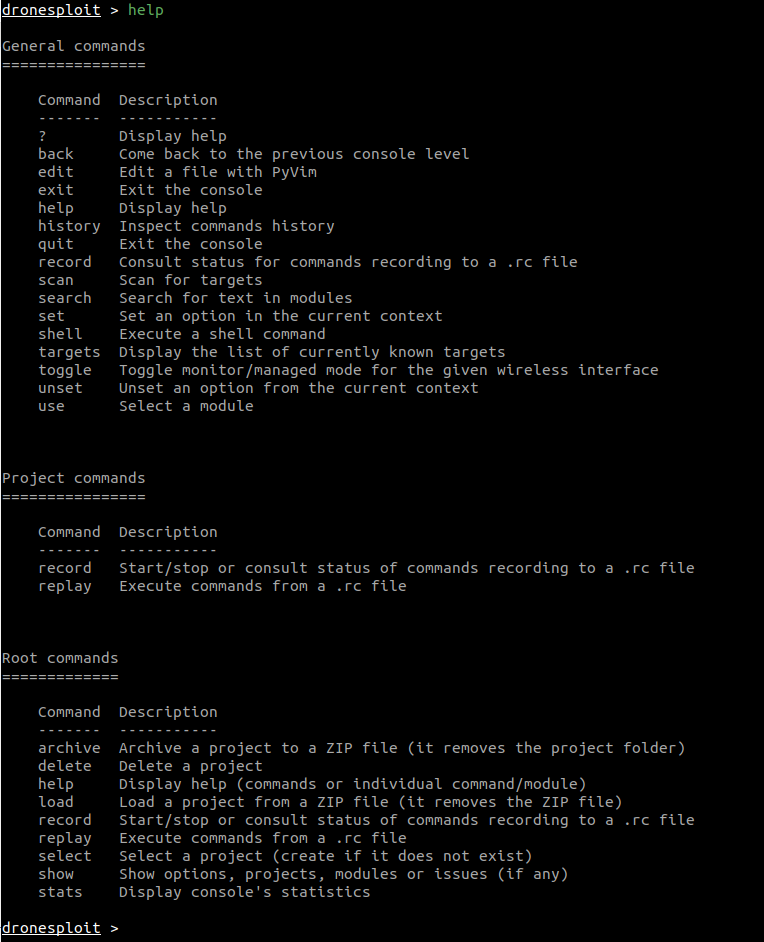 dronesploit > help
General commands
================
Command  Description
-------  -----------
?        Display help
back     Come back to the previous console level
edit     Edit a file with PyVim
exit     Exit the console
help     Display help
history  Inspect commands history
quit     Exit the console
record   Consult status for commands recording to a .rc file
scan     Scan for targets
search   Search for text in modules
set      Set an option in the current context
shell    Execute a shell command
targets  Display the list of currently known targets
toggle   Toggle monitor/managed mode for the given wireless interface
unset    Unset an option from the current context
use      Select a module
Project commands
================
Command  Description
-------  -----------
record   Start/stop or consult status of commands recording to a .rc file
replay   Execute commands from a .rc file
Root commands
=============
Command  Description
-------  -----------
archive  Archive a project to a ZIP file (it removes the project folder)
delete   Delete a project
help     Display help (commands or individual command/module)
load     Load a project from a ZIP file (it removes the ZIP file)
record   Start/stop or consult status of commands recording to a .rc file
replay   Execute commands from a .rc file
select   Select a project (create if it does not exist)
show     Show options, projects, modules or issues (if any)
stats    Display console's statistics
dronesploit >